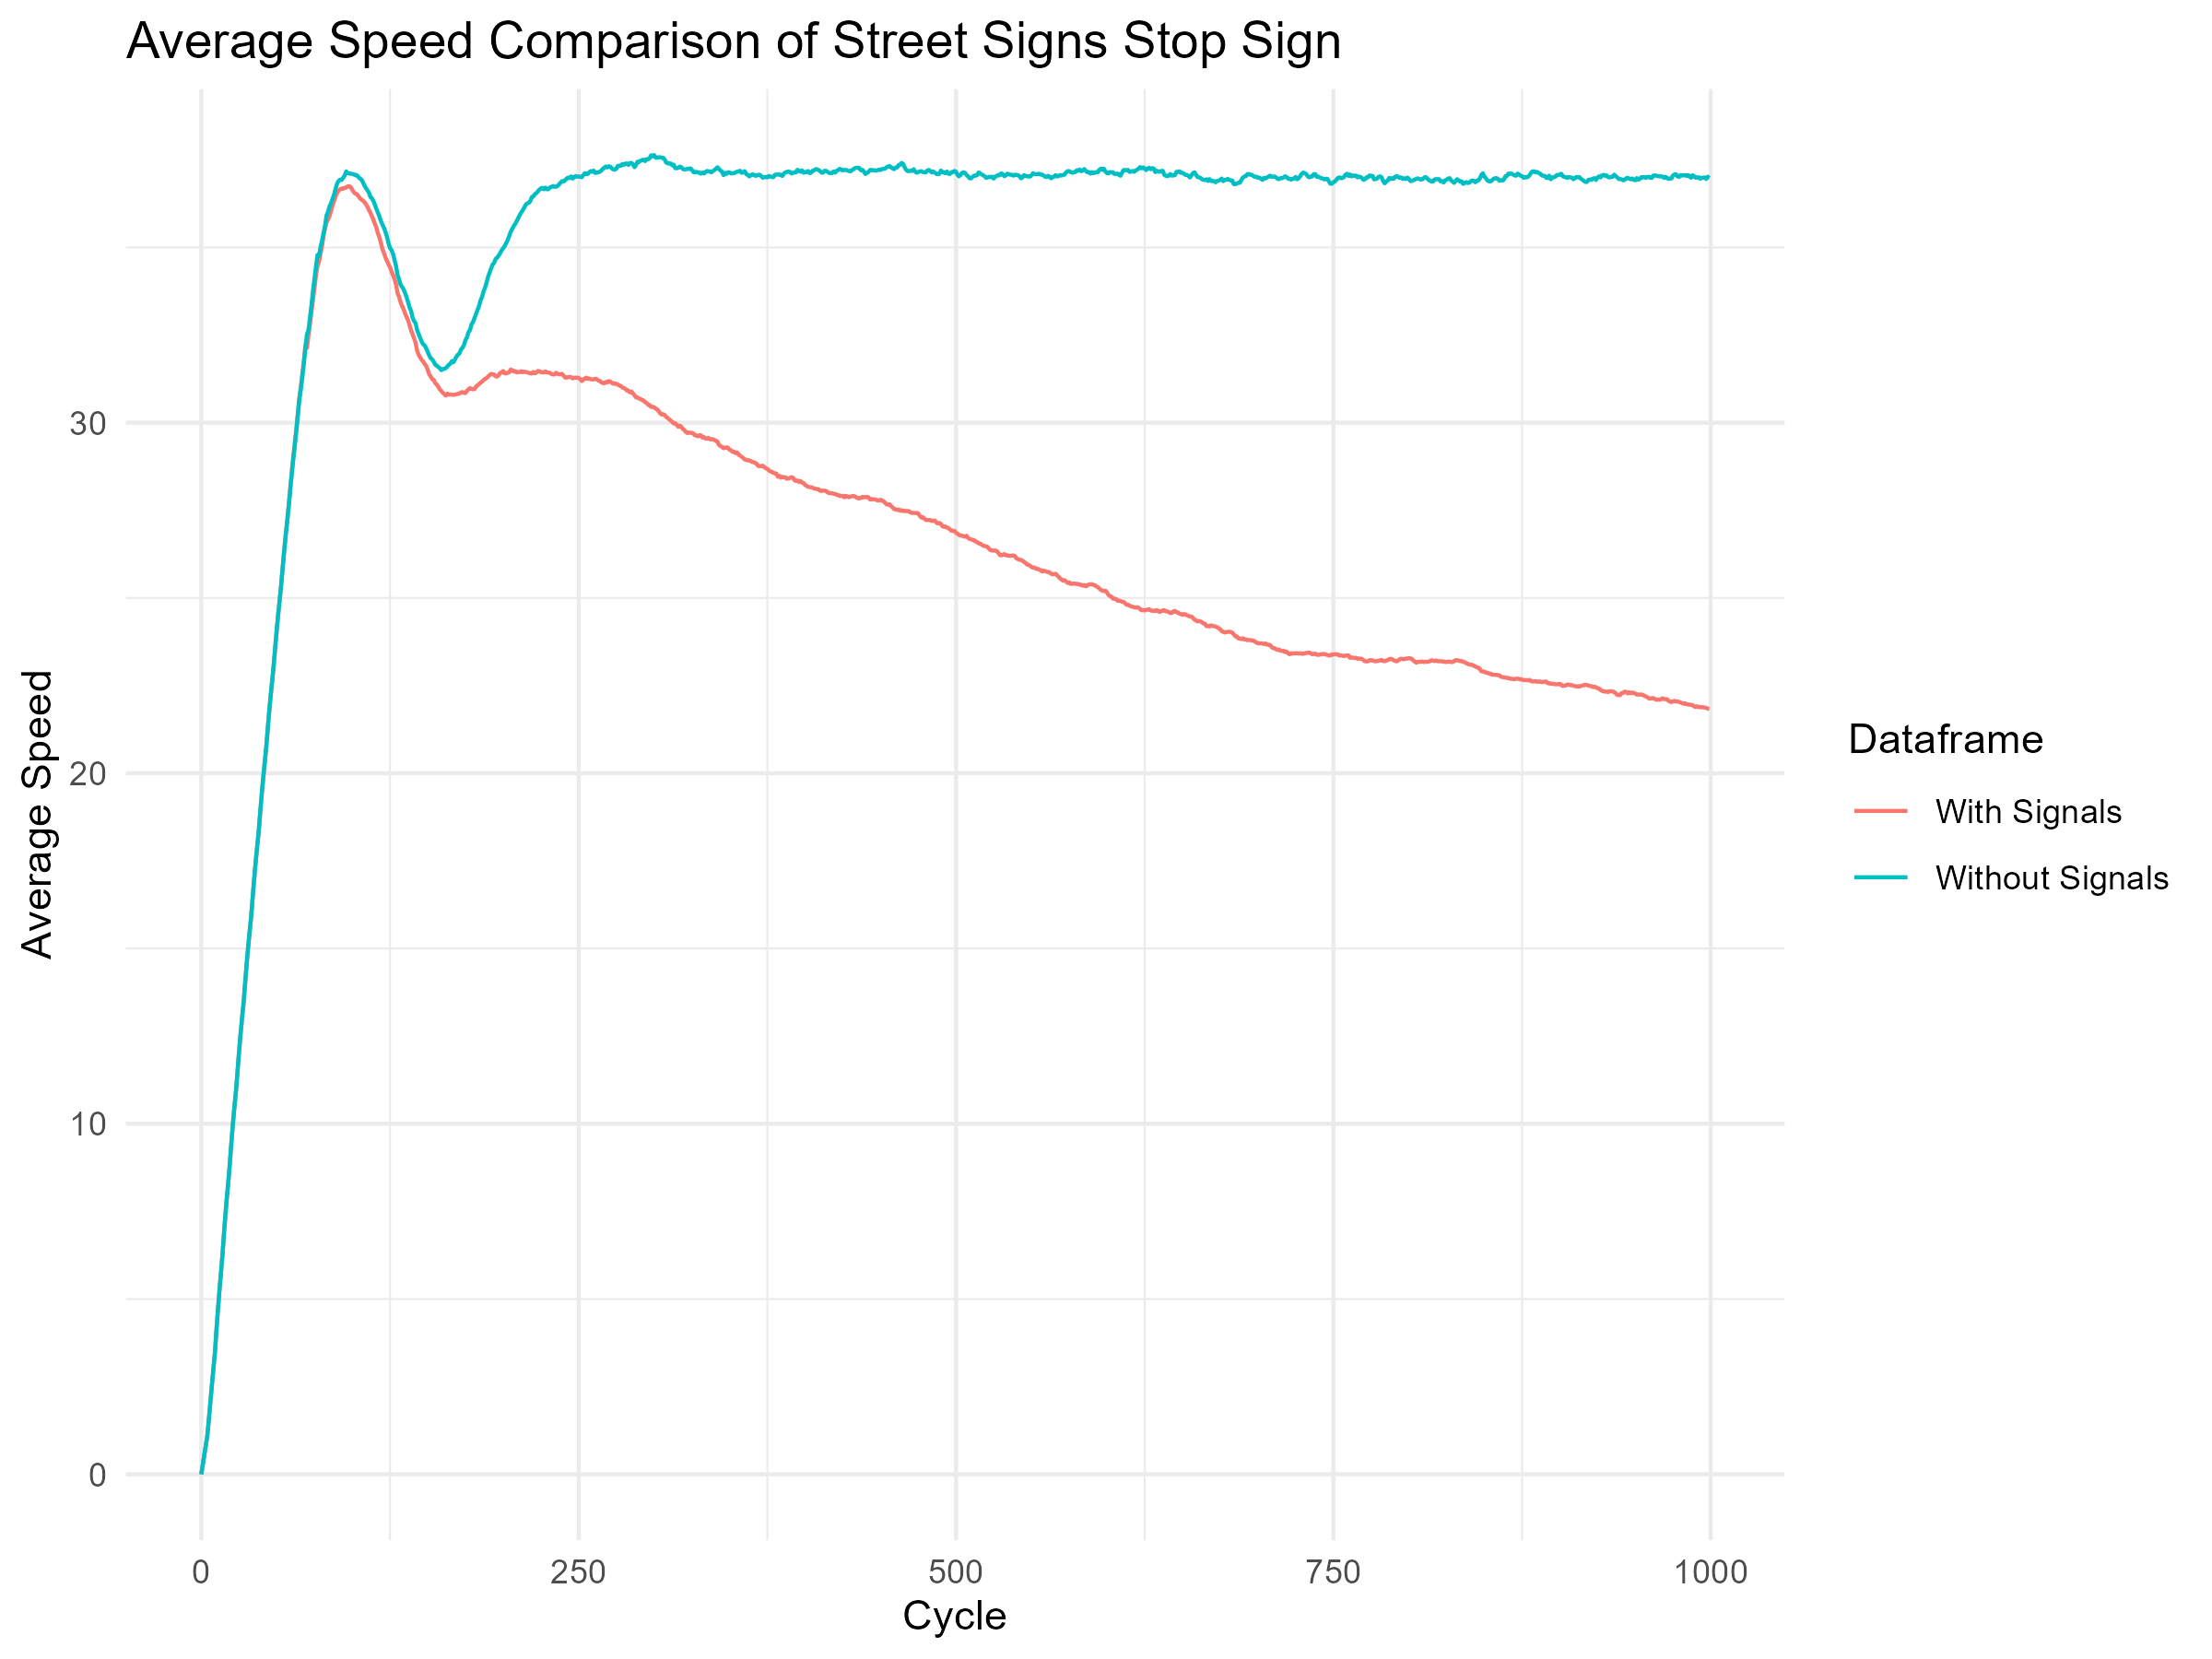 Average Speed Comparison of Street Signs Stop Sign
Average Speed
30
20
10
0
0
250
500
750
1000
Cycle
Dataframe
With Signals
Without Signals